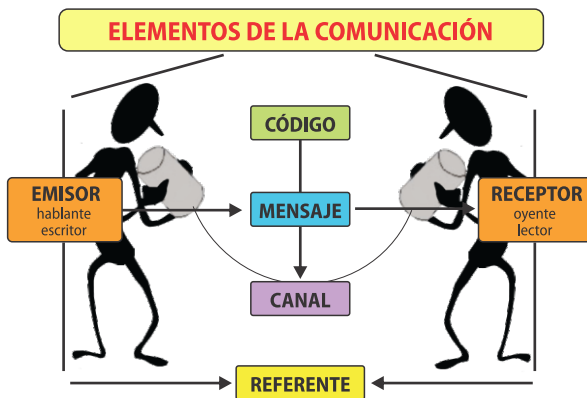 ELEMENTOS DE LA COMUNICACIÓN
CÓDIGO
EMISOR
hablante
escritor
MENSAJE
RECEPTOR
oyente
lector
CANAL
REFERENTE